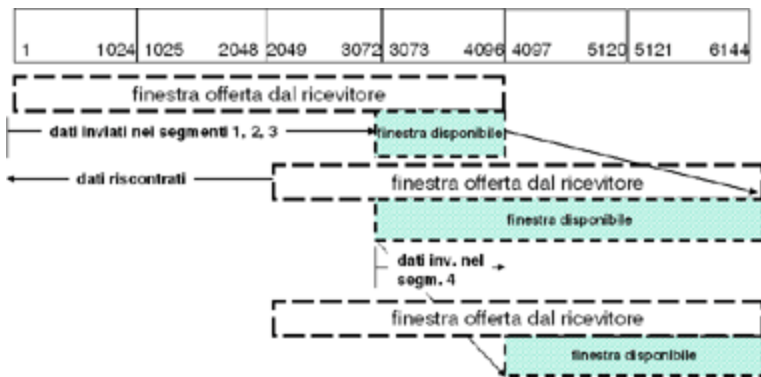 1 1024 1025 2048 2049 3072 3073 4096 4097 5120 5121 6144
finestra offerta dal ricevitore
dati inviati nei segmenti 1, 2, 3
finestra disponibile
dati riscontrati
finestra offerta dal ricevitore
finestra disponibile
dati inv. nel
segm. 4
finestra offerta dal ricevitore
finestra disponibile